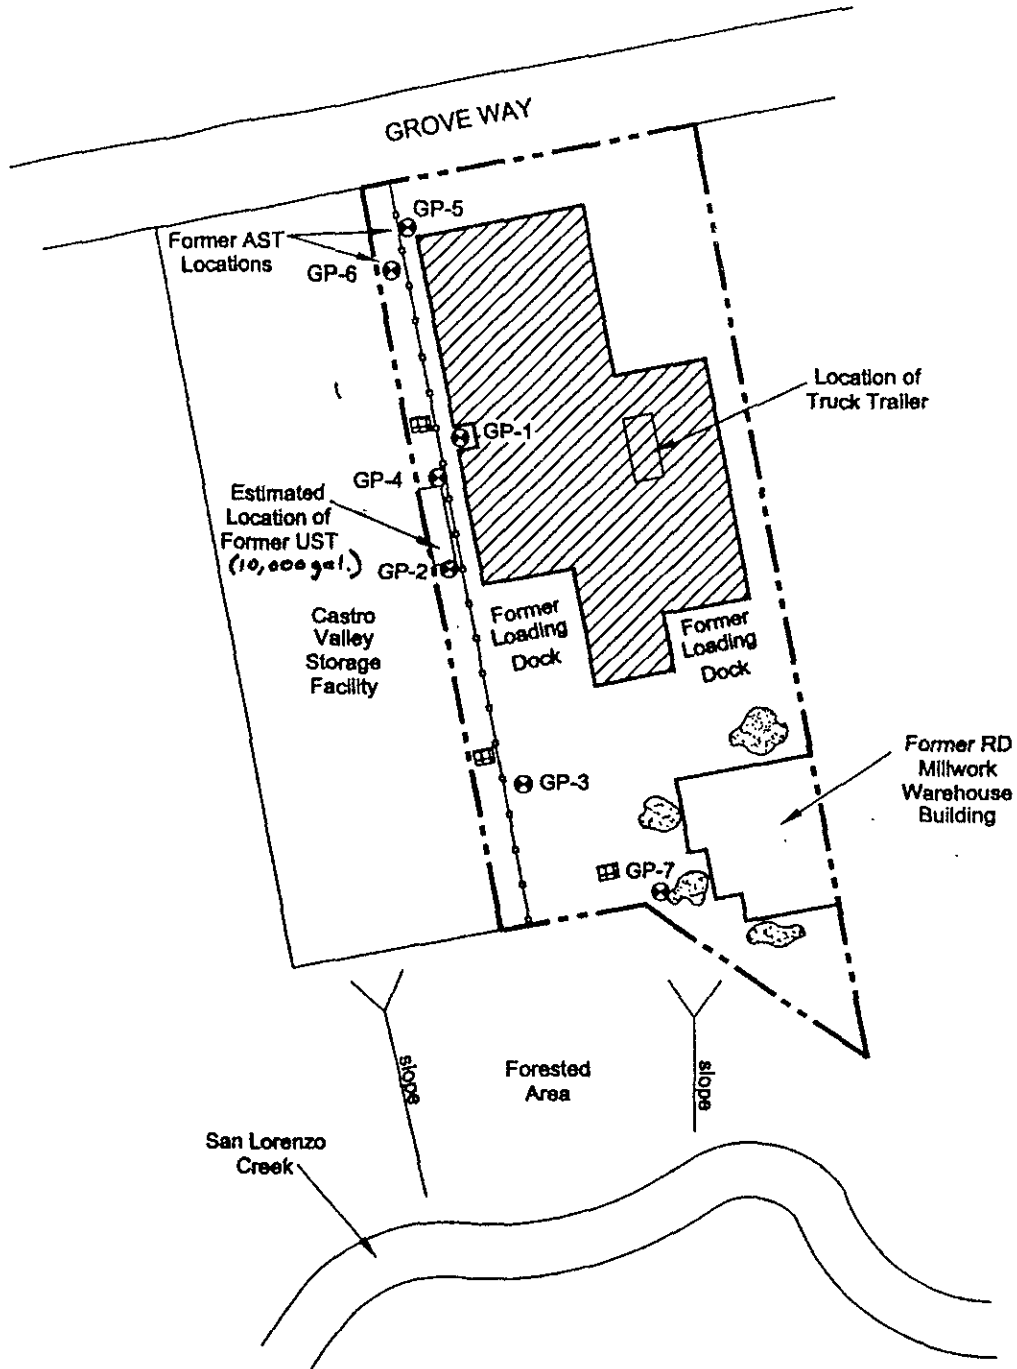 GROVE WAY
GP-5
Former AST
Locations
GP-6
Location of
Truck Trailer
GP-1
GP-4
Estimated
Location of
Former UST
(10,000 gal.)
GP-2
Castro
Valley
Storage
Facility
Former
Loading
Dock
Former
Loading
Dock
Former RD
Millwork
Warehouse
Building
GP-3
GP-7
slope
Forested
Area
slope
San Lorenzo
Creek